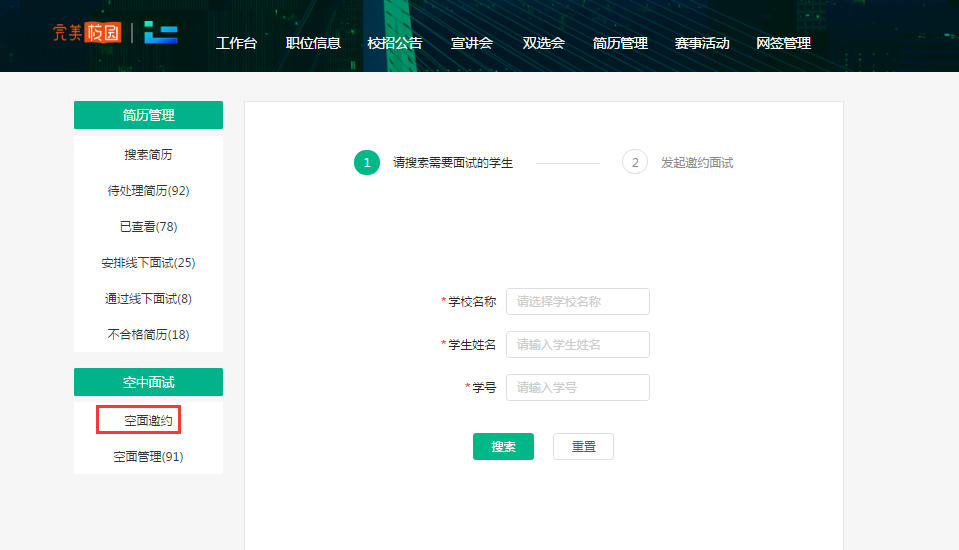 完美校园
工作台 职位信息 校招公告 宣讲会 双选会 简历管理 赛事活动 网签管理
简历管理
搜索简历
待处理简历(92)
已查看(78)
安排线下面试(25)
通过线下面试(8)
不合格简历(18)
空中面试
空面邀约
空面管理(91)
1 请搜索需要面试的学生 2 发起邀约面试
*学校名称 请选择学校名称
*学生姓名 请输入学生姓名
*学号 请输入学号
搜索 重置